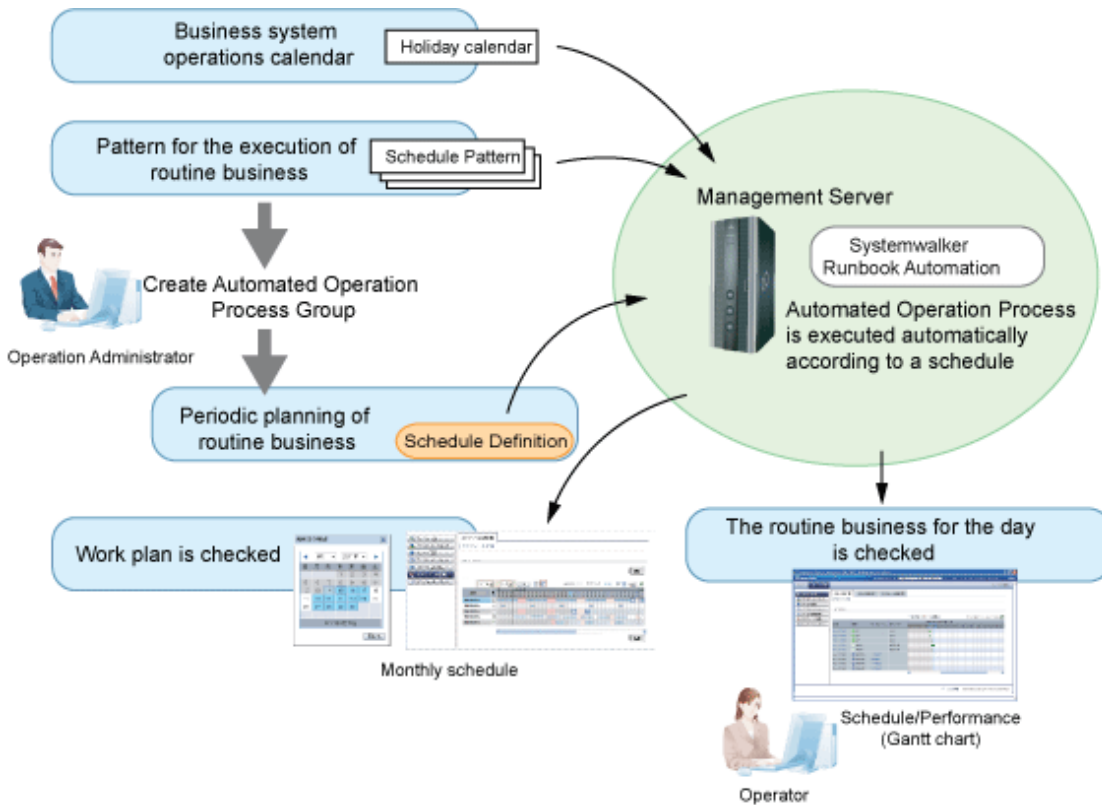 Business system
operations calendar
Holiday calendar
Pattern for the execution of
routine business
Schedule Pattern
Management Server
Systemwalker
Runbook Automation
Automated Operation Process
is executed automatically
according to a schedule
Create Automated Operation
Process Group
Operation Administrator
Periodic planning of
routine business
Schedule Definition
Work plan is checked
Monthly schedule
The routine business for the day
is checked
Schedule/Performance
(Gantt chart)
Operator